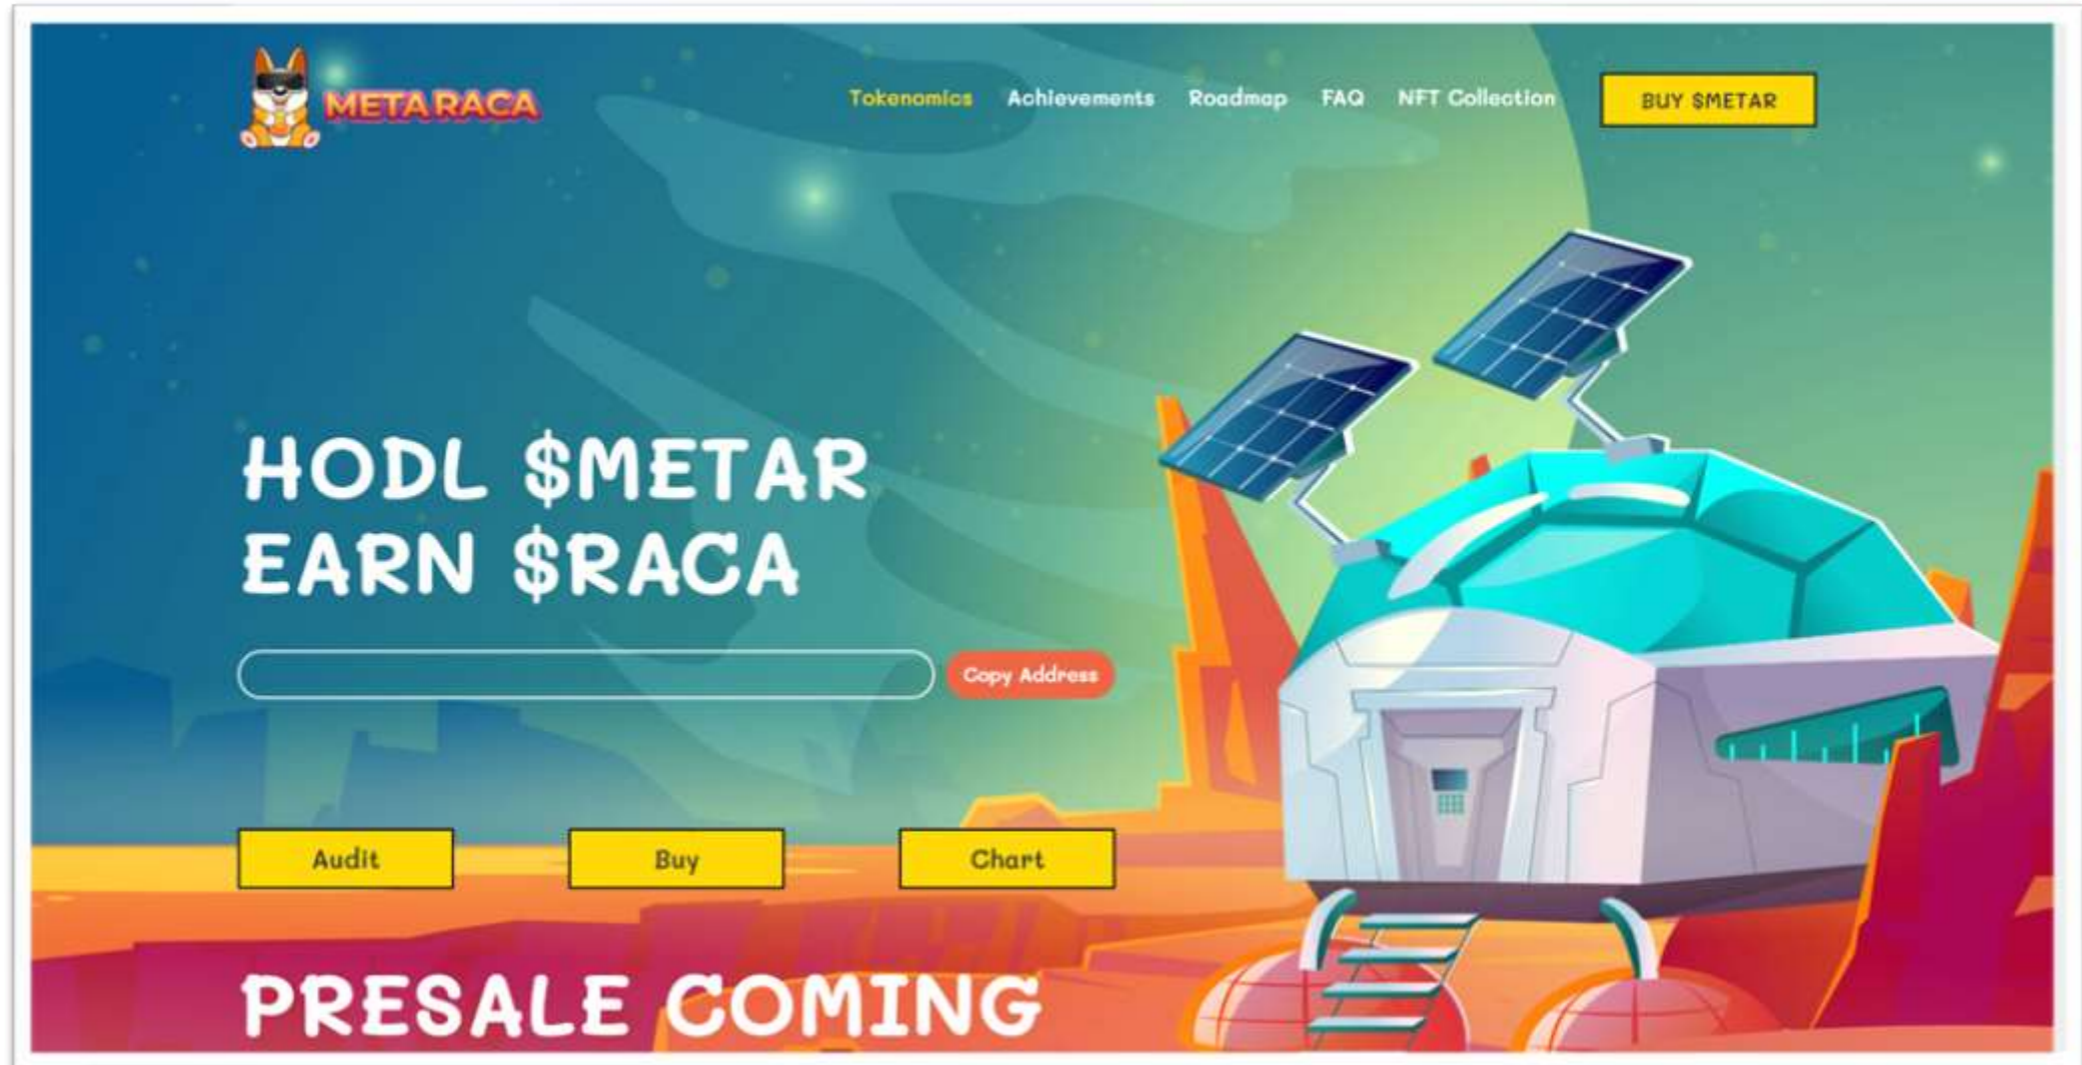 META RACA
Tokenomics Achievements Roadmap FAQ NFT Collection BUY $METAR
HODL $METAR
EARN $RACA
Copy Address
Audit Buy Chart
PRESALE COMING